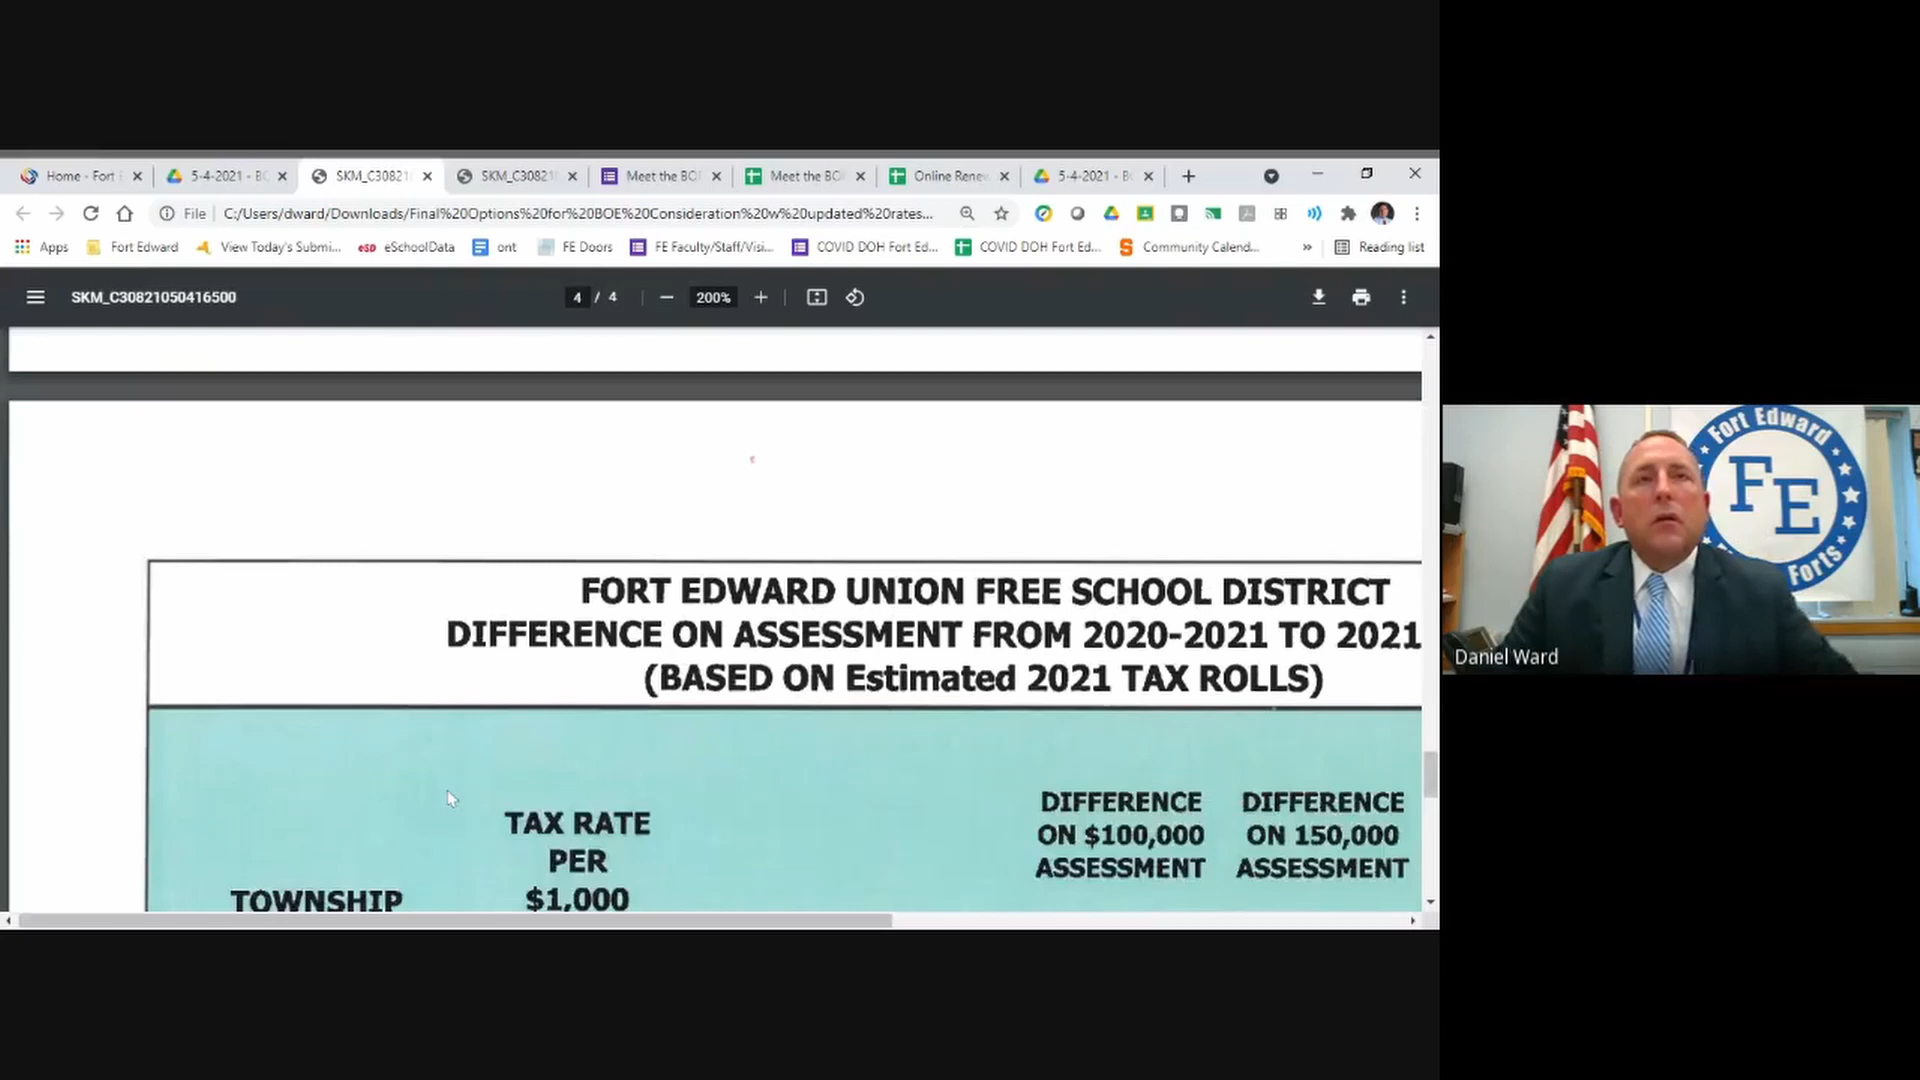 Home - Fort E
5-4-2021 - BO
SKM_C30821
SKM_C30821
Meet the BO
Meet the BO
Online Renew
5-4-2021 - B
File
C:/Users/dward/Downloads/Final%20Options%20for%20BOE%20Consideration%20w%20updated%20rates...
Apps
Fort Edward
View Today's Submi...
esd eSchoolData
ont
FE Doors
FE Faculty/Staff/Visi...
COVID DOH Fort Ed...
COVID DOH Fort Ed...
Community Calend...
»
Reading list
SKM_C30821050416500
4 / 4
200%
FORT EDWARD UNION FREE SCHOOL DISTRICT
DIFFERENCE ON ASSESSMENT FROM 2020-2021 TO 2021
(BASED ON Estimated 2021 TAX ROLLS)
TOWNSHIP
TAX RATE
PER
$1,000
DIFFERENCE
ON $100,000
ASSESSMENT
DIFFERENCE
ON 150,000
ASSESSMENT
Fort Edward
FE
Forts
Daniel Ward